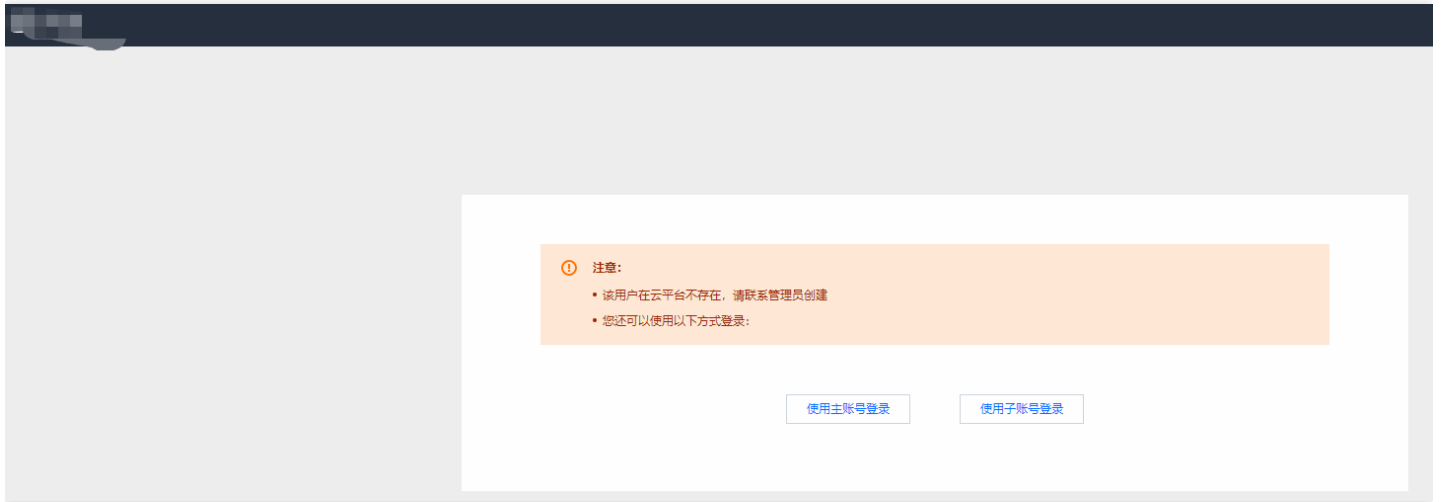 注意：
• 该用户在云平台不存在，请联系管理员创建
• 您还可以使用以下方式登录：
使用主账号登录
使用子账号登录